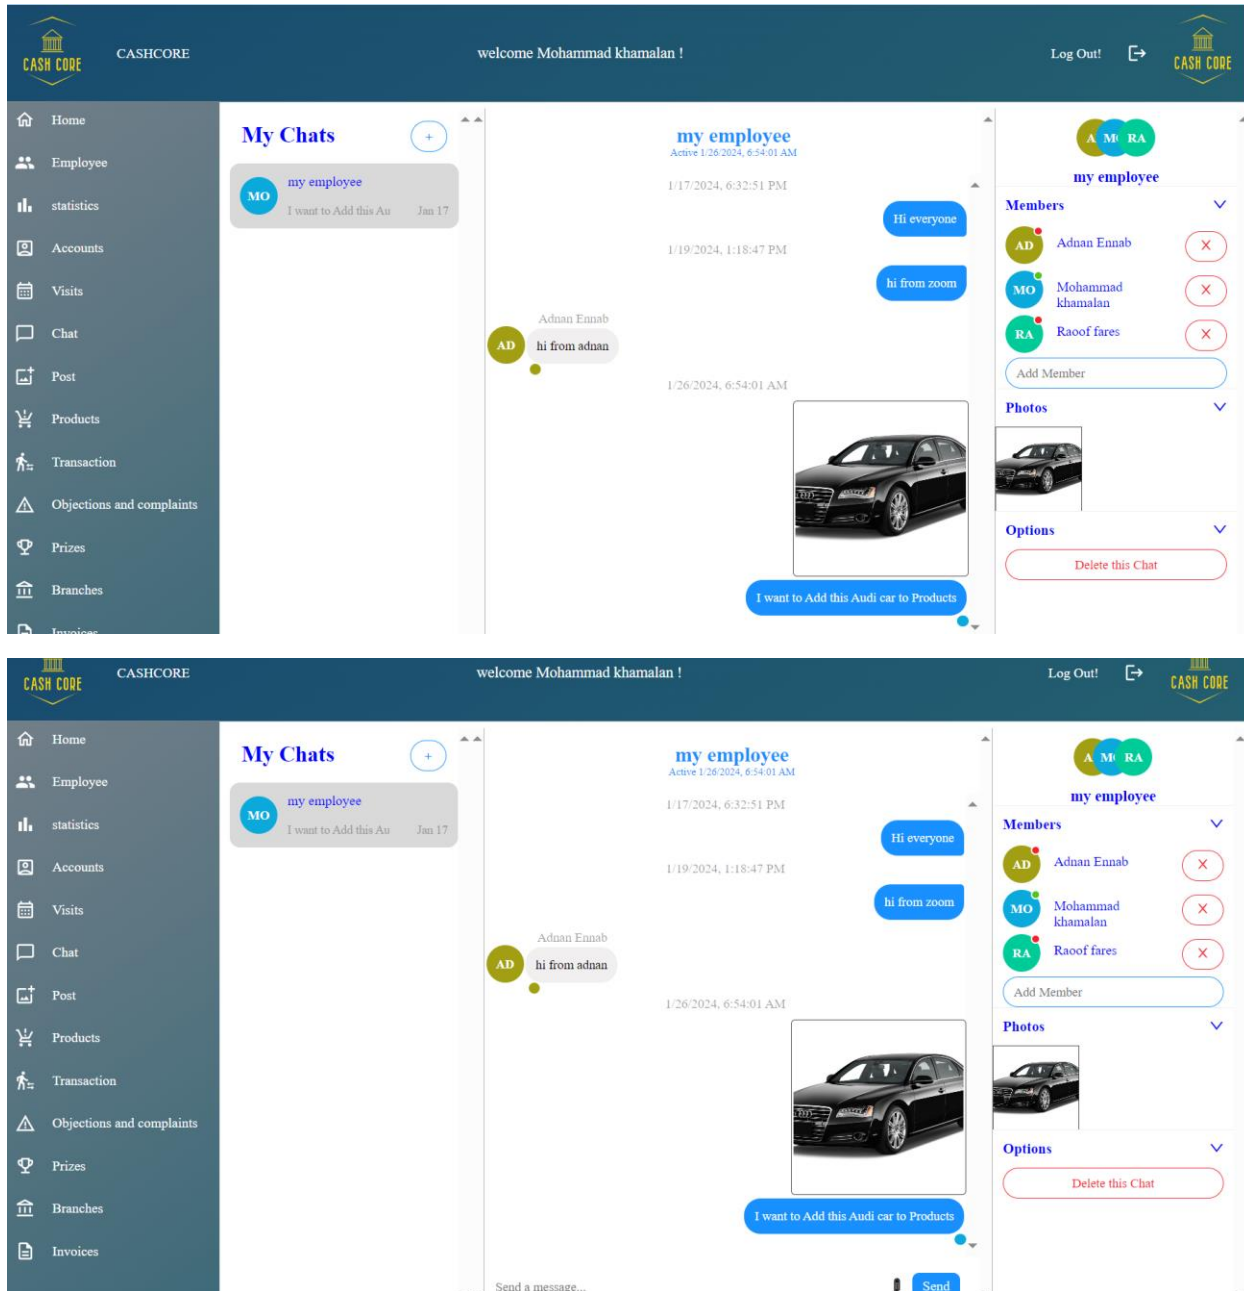 CASH CORE
CASHCORE
welcome Mohammad khamalan !
Log Out!
CASH CORE
Home
Employee
statistics
Accounts
Visits
Chat
Post
Products
Transaction
Objections and complaints
Prizes
Branches
Invoices
My Chats
+
MO
my employee
I want to Add this Au
Jan 17
my employee
Active 1/26/2024, 6:54:01 AM
1/17/2024, 6:32:51 PM
Hi everyone
1/19/2024, 1:18:47 PM
hi from zoom
Adnan Ennab
AD
hi from adnan
1/26/2024, 6:54:01 AM
I want to Add this Audi car to Products
A
RA
my employee
Members
AD
Adnan Ennab
X
MO
Mohammad
khamalan
X
RA
Raoof fares
X
Add Member
Photos
Options
Delete this Chat
CASH CORE
CASHCORE
welcome Mohammad khamalan !
Log Out!
CASH CORE
Home
Employee
statistics
Accounts
Visits
Chat
Post
Products
Transaction
Objections and complaints
Prizes
Branches
Invoices
My Chats
+
MO
my employee
I want to Add this Au
Jan 17
my employee
Active 1/26/2024, 6:54:01 AM
1/17/2024, 6:32:51 PM
Hi everyone
1/19/2024, 1:18:47 PM
hi from zoom
Adnan Ennab
AD
hi from adnan
1/26/2024, 6:54:01 AM
I want to Add this Audi car to Products
Send a message...
Send
A
RA
my employee
Members
AD
Adnan Ennab
X
MO
Mohammad
khamalan
X
RA
Raoof fares
X
Add Member
Photos
Options
Delete this Chat